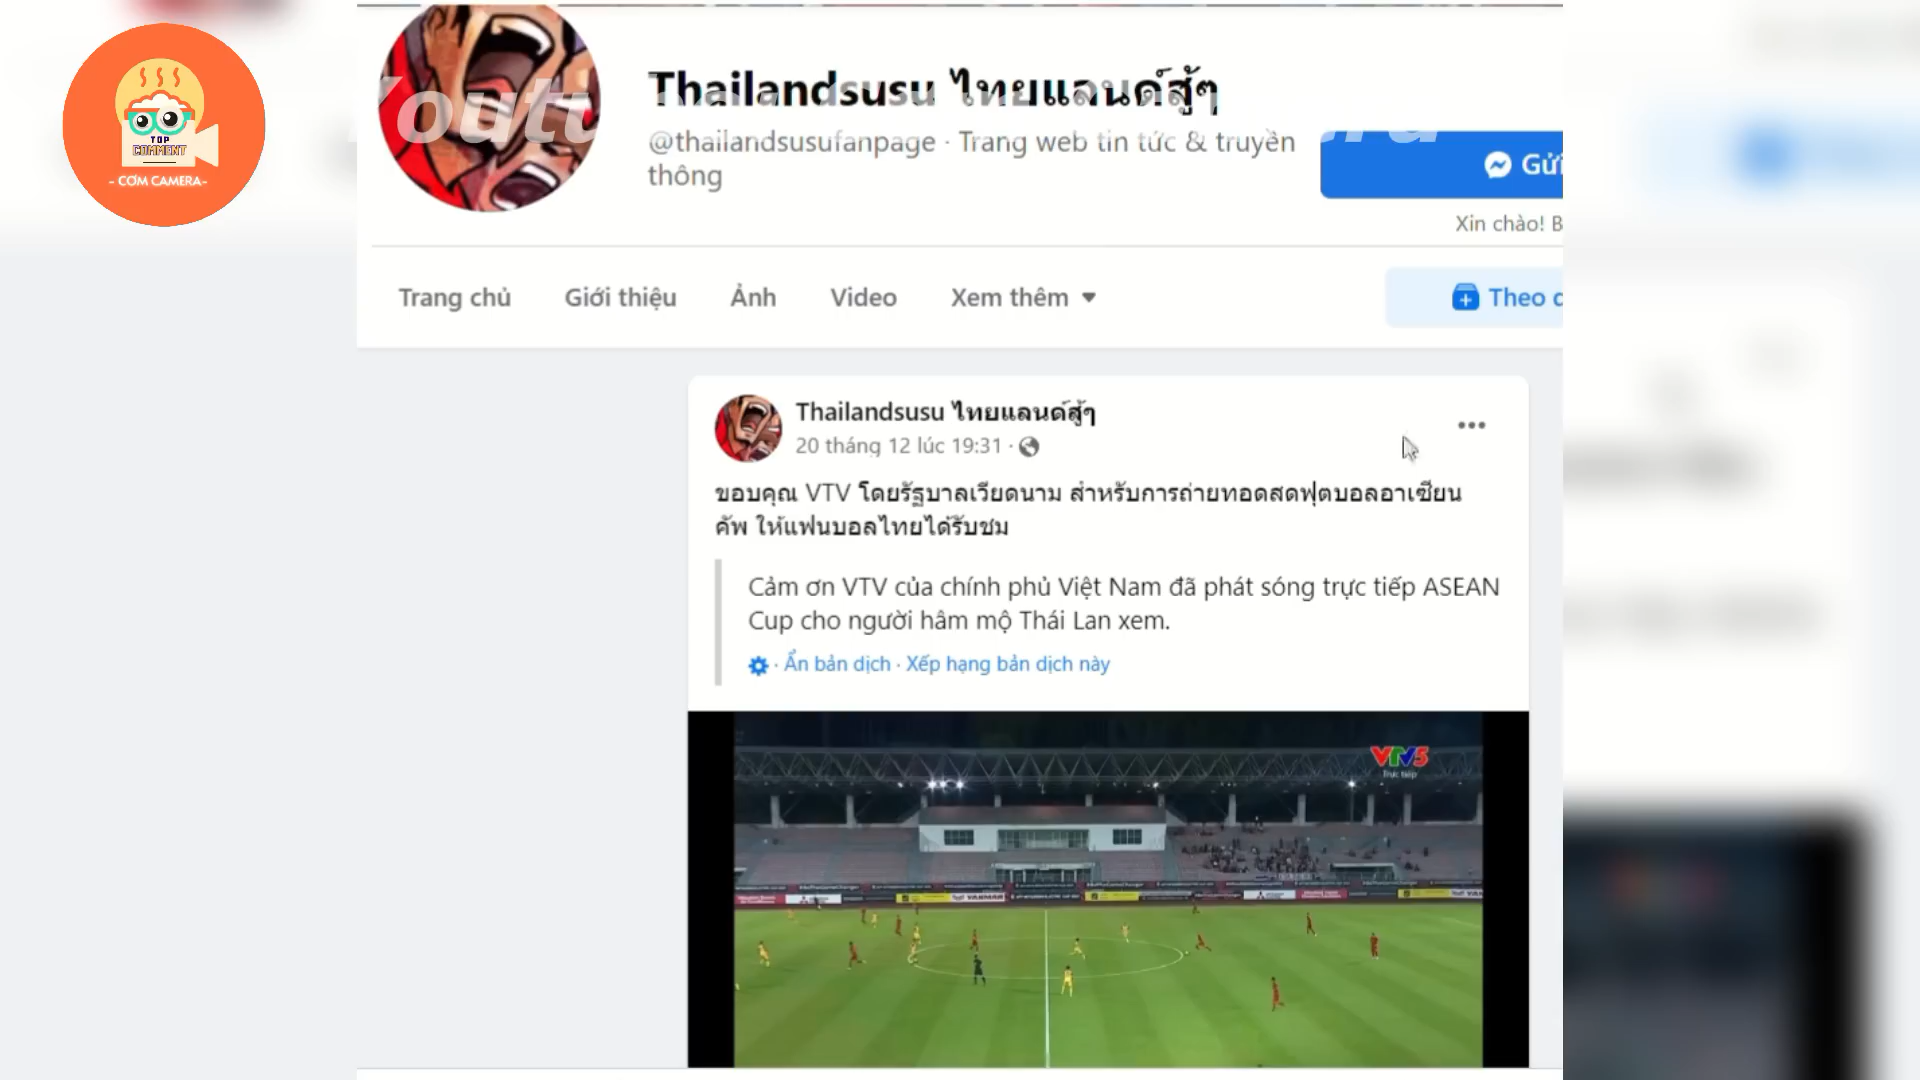 TOP
COMMENT
- CƠM CAMERA-
Thailandsusu ไทยแลนด์สู้ๆ
@thailandsusufanpage · Trang web tin tức & truyền
thông
Gửi
Xin chào! B
Trang chủ
Giới thiệu
Ảnh
Video
Xem thêm
Theo d
Thailandsusu ไทยแลนด์สู้ๆ
20 tháng 12 lúc 19:31 ·
ขอบคุณ VTV โดยรัฐบาลเวียดนาม สำหรับการถ่ายทอดสดฟุตบอลอาเซียน
คัพ ให้แฟนบอลไทยได้รับชม
Cảm ơn VTV của chính phủ Việt Nam đã phát sóng trực tiếp ASEAN
Cup cho người hâm mộ Thái Lan xem.
· Ẩn bản dịch · Xếp hạng bản dịch này
VTV5
Trực tiếp
YANMAR